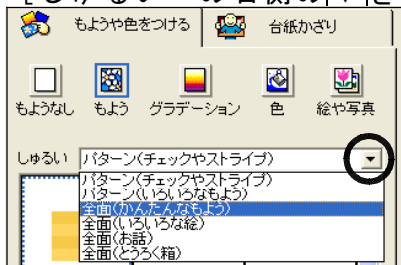 もようや色をつける 台紙かざり
もようなし もよう グラデーション 色 絵や写真
しゅるい パターン(チェックやストライプ)
パターン(チェックやストライプ)
パターン(いろいろなもよう)
全面(かんたんなもよう)
全面(いろいろな絵)
全面(お話)
全面(とうろく箱)